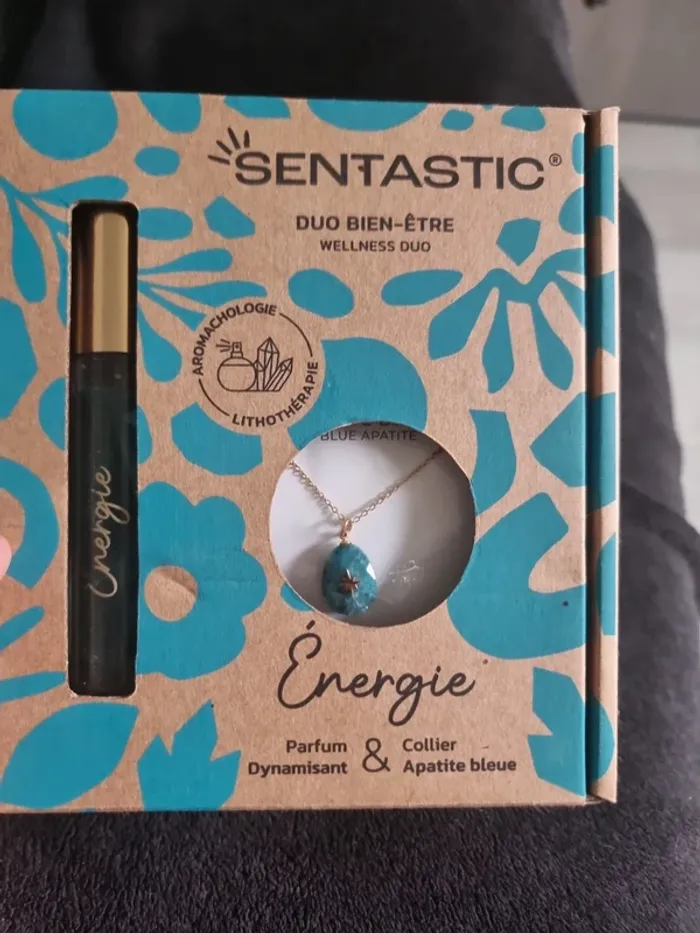 SENTASTIC®
DUO BIEN-ÊTRE
WELLNESS DUO
AROMACHOLOGIE
LITHOTHÉRAPIE
BLUE APATITE
Énergie
Énergie
Parfum & Collier
Dynamisant Apatite bleue